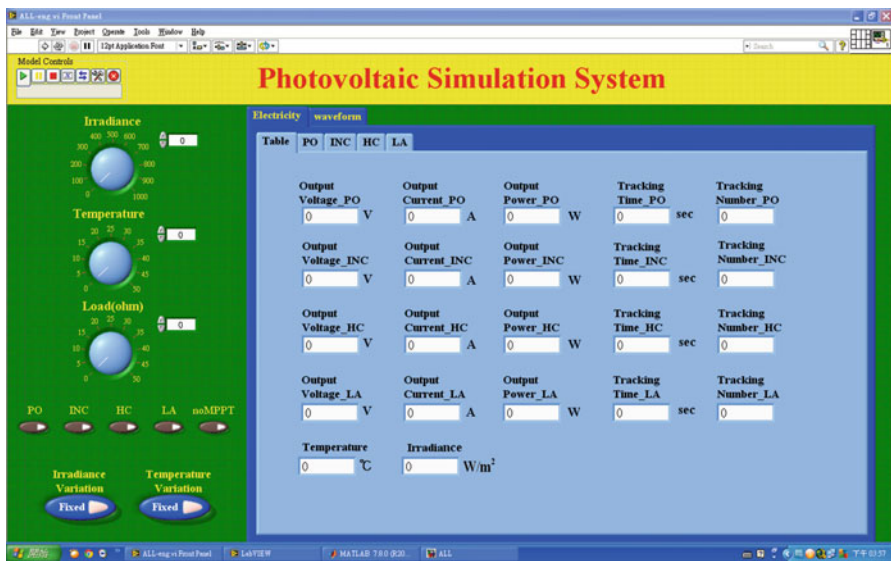 ALL-eng.vi Front Panel
File Edit View Project Operate Tools Window Help
12pt Application Font
Search
Model Controls
Photovoltaic Simulation System
Irradiance
0 100 200 300 400 500 600 700 800 900 1000
0
Temperature
0 5 10 15 20 25 30 35 40 45 50
0
Load(ohm)
0 5 10 15 20 25 30 35 40 45 50
0
PO INC HC LA noMPPT
Irradiance Variation
Fixed
Temperature Variation
Fixed
Electricity waveform
Table PO INC HC LA
Output Voltage_PO Output Current_PO Output Power_PO Tracking Time_PO Tracking Number_PO
0 V 0 A 0 W 0 sec 0
Output Voltage_INC Output Current_INC Output Power_INC Tracking Time_INC Tracking Number_INC
0 V 0 A 0 W 0 sec 0
Output Voltage_HC Output Current_HC Output Power_HC Tracking Time_HC Tracking Number_HC
0 V 0 A 0 W 0 sec 0
Output Voltage_LA Output Current_LA Output Power_LA Tracking Time_LA Tracking Number_LA
0 V 0 A 0 W 0 sec 0
Temperature Irradiance
0 ℃ 0 W/m²
ALL-eng.vi Front Panel LabVIEW MATLAB 7.8.0 (R20... ALL 下午 03:57